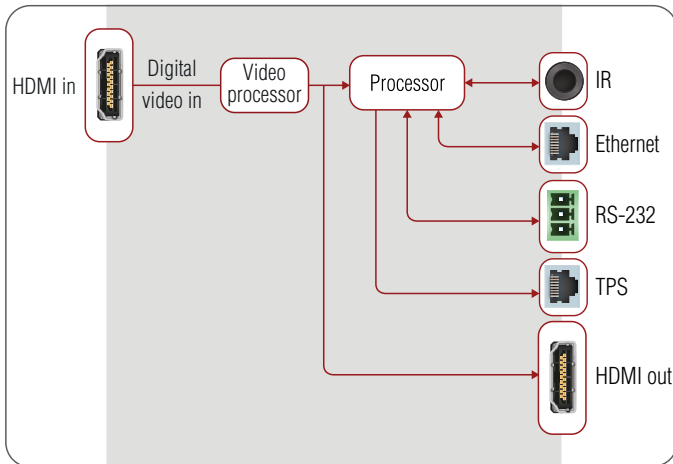 HDMI in
Digital
video in
Video
processor
Processor
IR
Ethernet
RS-232
TPS
HDMI out